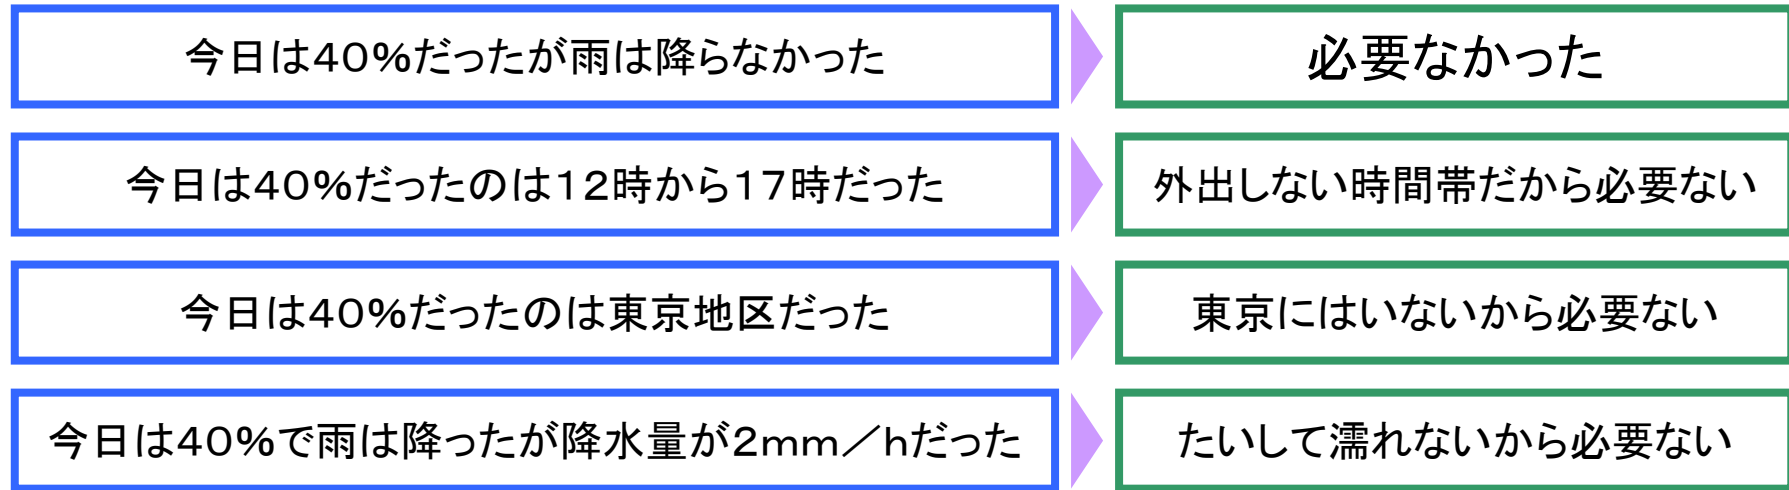 今日は40%だったが雨は降らなかった
必要なかった
今日は40%だったのは12時から17時だった
外出しない時間帯だから必要ない
今日は40%だったのは東京地区だった
東京にはいないから必要ない
今日は40%で雨は降ったが降水量が2mm／hだった
たいして濡れないから必要ない